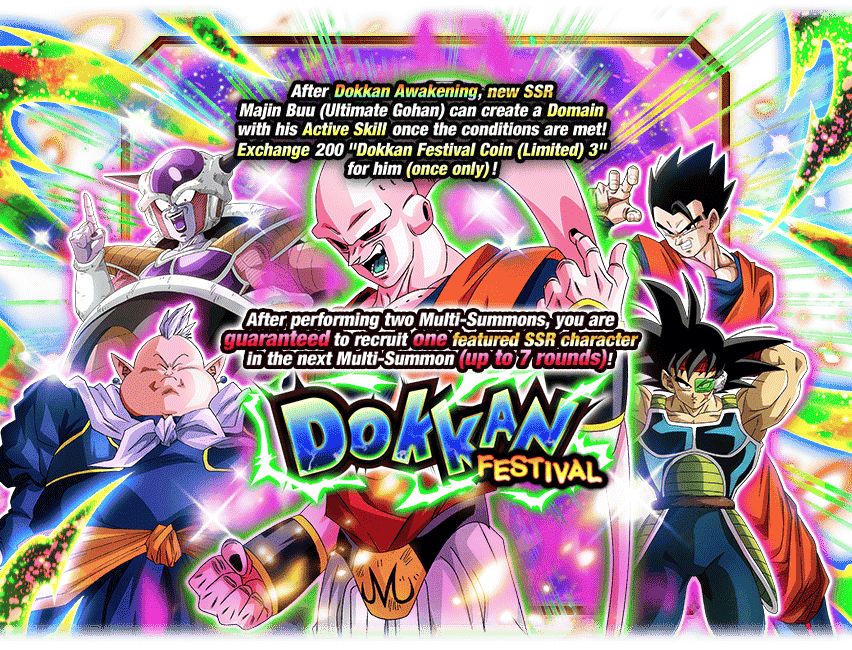 After Dokkan Awakening, new SSR
Majin Buu (Ultimate Gohan) can create a Domain
with his Active Skill once the conditions are met!
Exchange 200 "Dokkan Festival Coin (Limited) 3"
for him (once only)!
After performing two Multi-Summons, you are
guaranteed to recruit one featured SSR character
in the next Multi-Summon (up to 7 rounds)!
DOKKAN
FESTIVAL